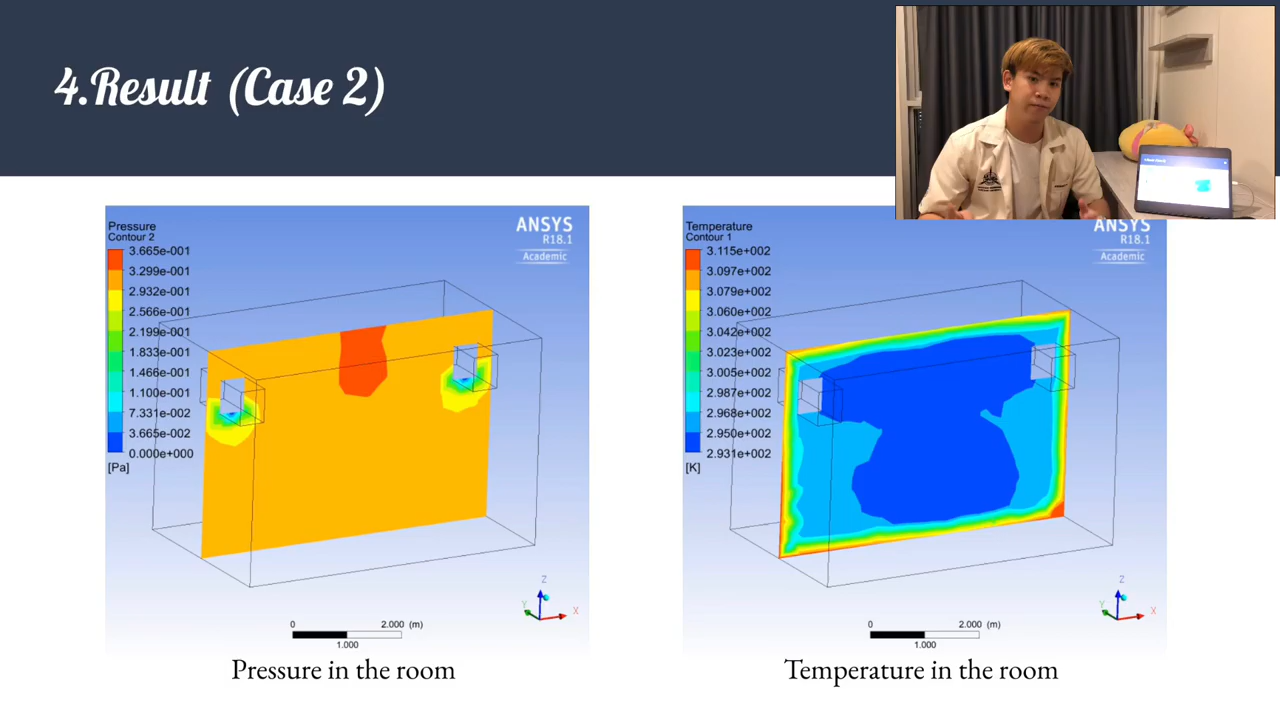 4.Result (Case 2)
Pressure
Contour 2
3.665e-001
3.299e-001
2.932e-001
2.566e-001
2.199e-001
1.833e-001
1.466e-001
1.100e-001
7.331e-002
3.665e-002
0.000e+000
[Pa]
ANSYS
R18.1
Academic
Z
Y
X
0
2.000 (m)
1.000
Pressure in the room
Temperature
Contour 1
3.115e+002
3.097e+002
3.079e+002
3.060e+002
3.042e+002
3.023e+002
3.005e+002
2.987e+002
2.968e+002
2.950e+002
2.931e+002
[K]
ANSYS
R18.1
Academic
Z
Y
X
0
2.000 (m)
1.000
Temperature in the room